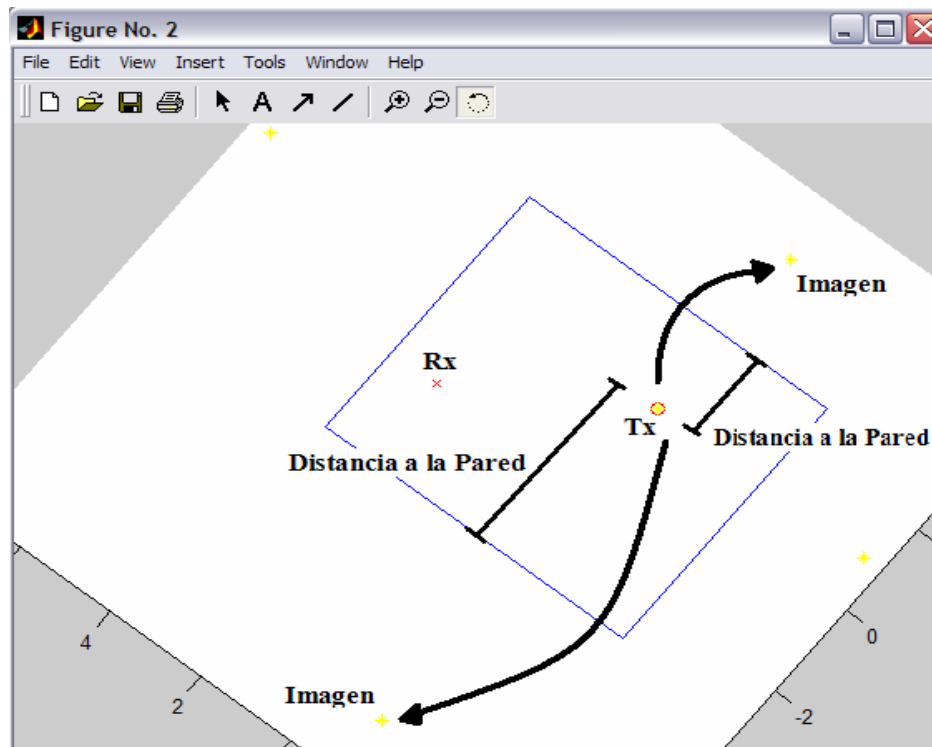 Figure No. 2
File Edit View Insert Tools Window Help
A
Imagen
Rx
Tx
Distancia a la Pared
Distancia a la Pared
Imagen
4
2
0
-2